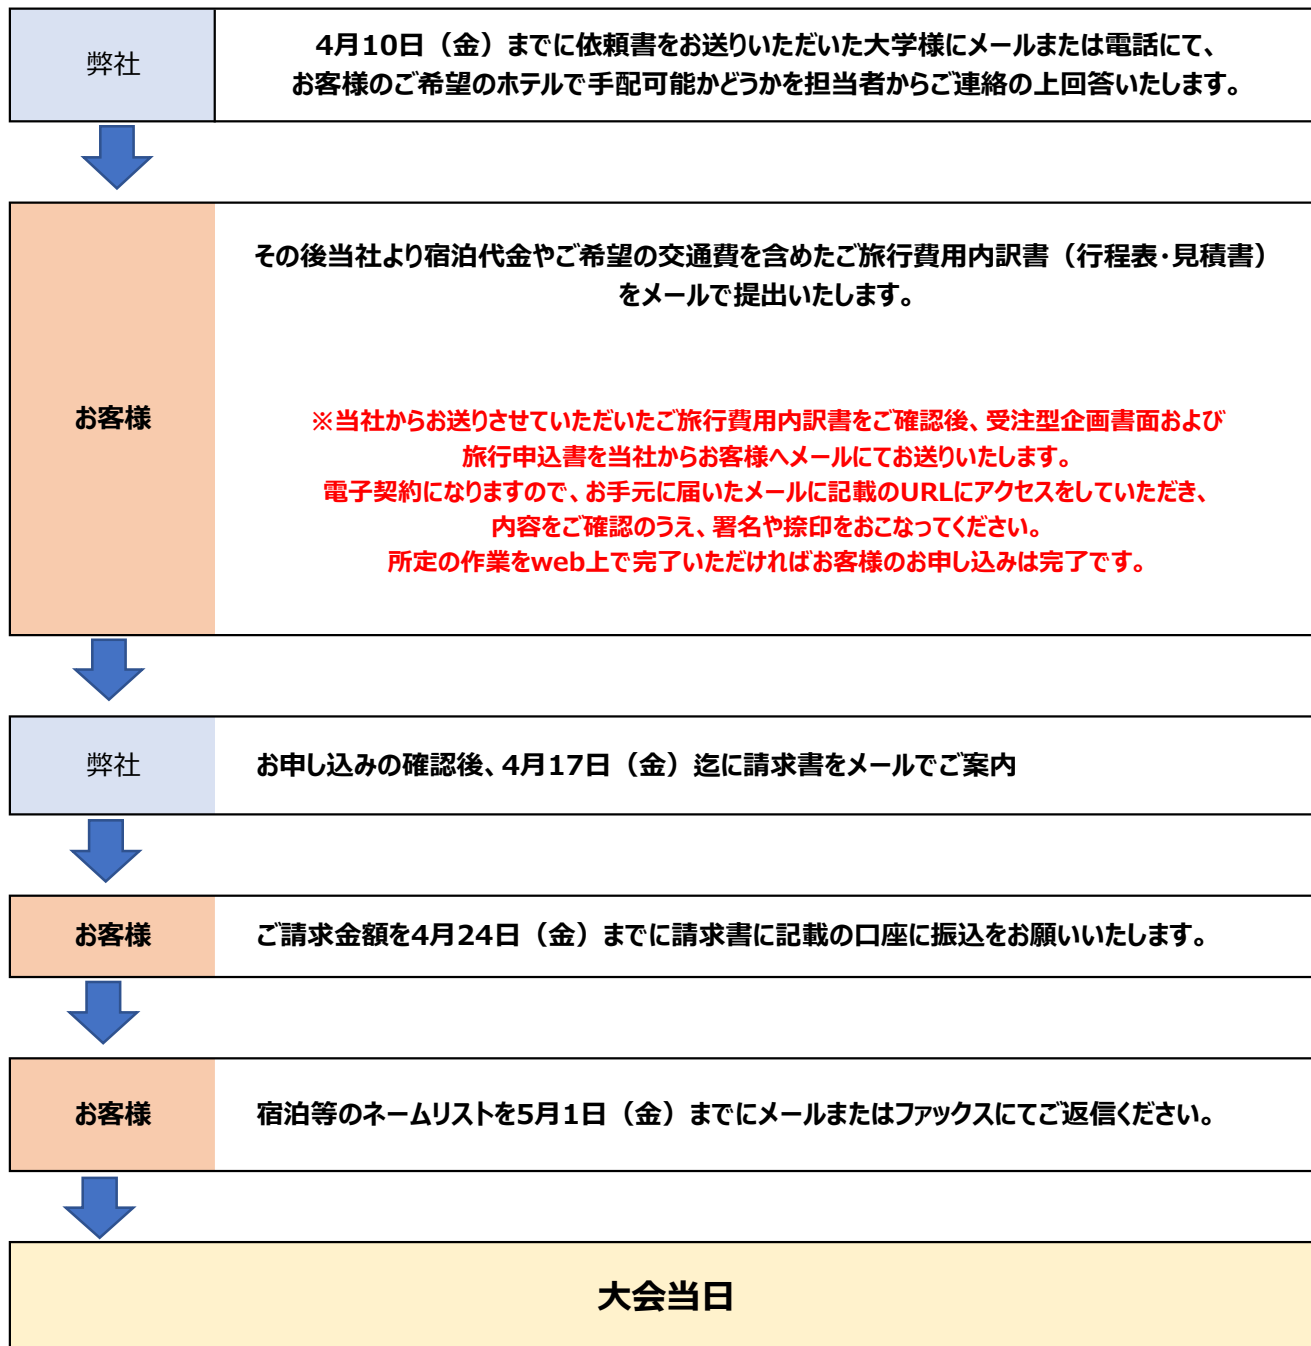 弊社
4月10日（金）までに依頼書をお送りいただいた大学様にメールまたは電話にて、
お客様のご希望のホテルで手配可能かどうかを担当者からご連絡の上回答いたします。
お客様
その後当社より宿泊代金やご希望の交通費を含めたご旅行費用内訳書（行程表・見積書）
をメールで提出いたします。
※当社からお送りさせていただいたご旅行費用内訳書をご確認後、受注型企画書面および
旅行申込書を当社からお客様へメールにてお送りいたします。
電子契約になりますので、お手元に届いたメールに記載のURLにアクセスをしていただき、
内容をご確認のうえ、署名や捺印をおこなってください。
所定の作業をweb上で完了いただければお客様のお申し込みは完了です。
弊社
お申し込みの確認後、4月17日（金）迄に請求書をメールでご案内
お客様
ご請求金額を4月24日（金）までに請求書に記載の口座に振込をお願いいたします。
お客様
宿泊等のネームリストを5月1日（金）までにメールまたはファックスにてご返信ください。
大会当日